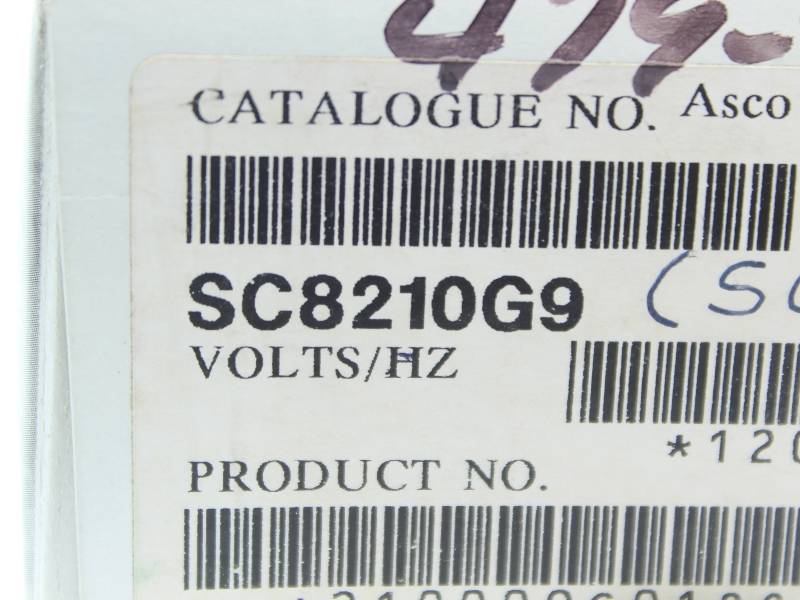 CATALOGUE NO. Asco
SC8210G9
VOLTS/HZ
*120
PRODUCT NO.